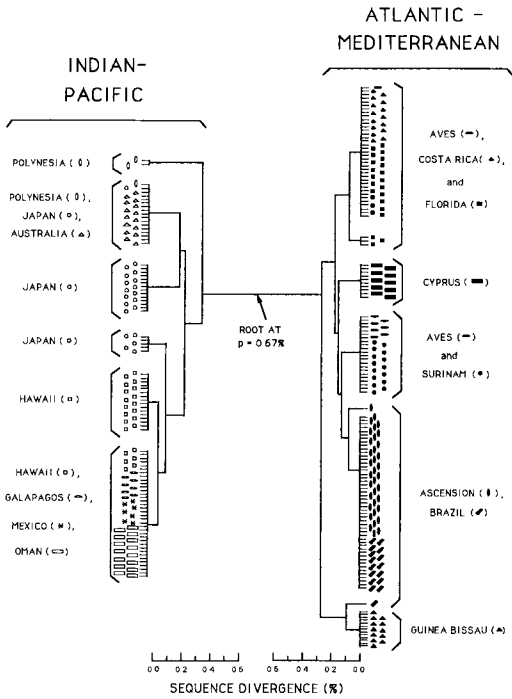 INDIAN-
PACIFIC
POLYNESIA ( )
POLYNESIA ( ),
JAPAN ( ),
AUSTRALIA ( )
JAPAN ( )
JAPAN ( )
HAWAII ( )
HAWAII ( ),
GALAPAGOS ( ),
MEXICO ( ),
OMAN ( )
ROOT AT
p = 0.67%
ATLANTIC -
MEDITERRANEAN
AVES ( ),
COSTA RICA ( ),
and
FLORIDA ( )
CYPRUS ( )
AVES ( )
and
SURINAM ( )
ASCENSION ( ),
BRAZIL ( )
GUINEA BISSAU ( )
0.0 0.2 0.4 0.6 0.6 0.4 0.2 0.0
SEQUENCE DIVERGENCE (%)